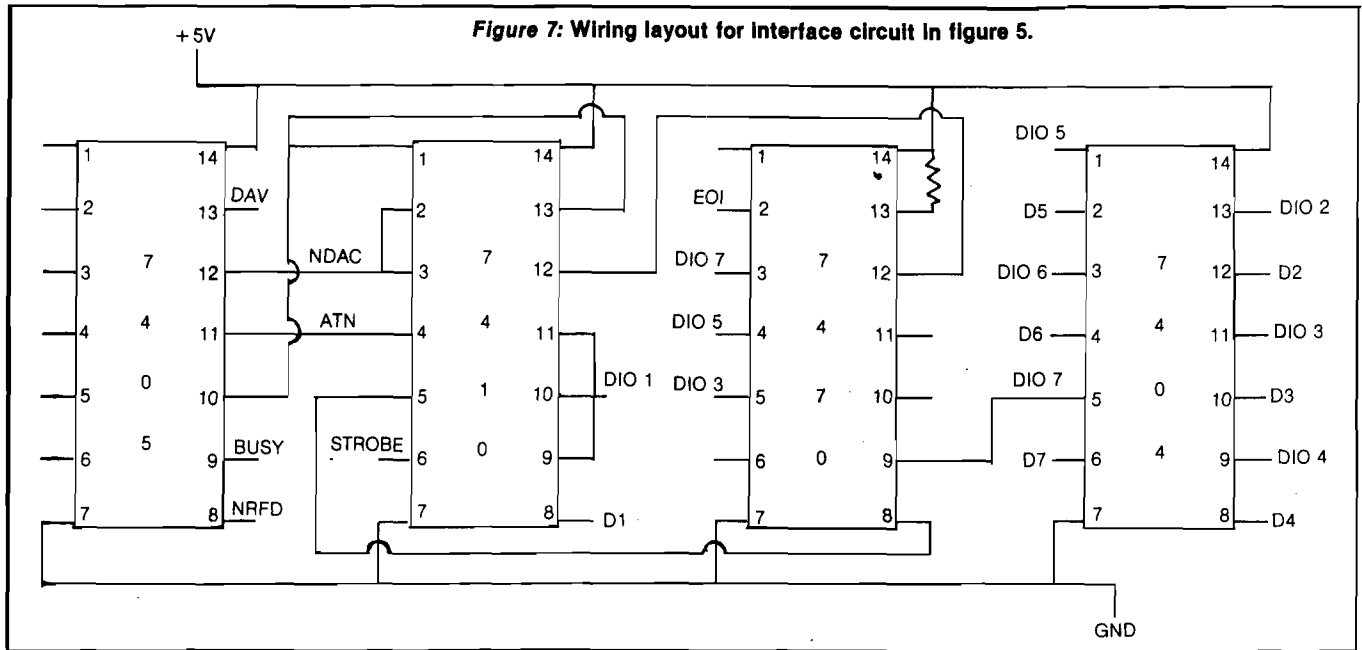 Figure 7: Wiring layout for interface circuit in figure 5.
+5V
1 14
2 DAV 13
3 12 NDAC
4 11 ATN
5 10
6 9 BUSY
7 8 NRFD
7
4
0
5
1 14
2 13
3 12
4 11
5 10 DIO 1
STROBE 6 9
7 8 D1
7
4
1
0
1 14
EOI 2 13
DIO 7 3 12
DIO 5 4 11
DIO 3 5 10
6 9
7 8
7
4
7
0
DIO 5 1 14
D5 2 13 DIO 2
DIO 6 3 12 D2
D6 4 11 DIO 3
DIO 7 5 10 D3
D7 6 9 DIO 4
7 8 D4
7
4
0
4
GND